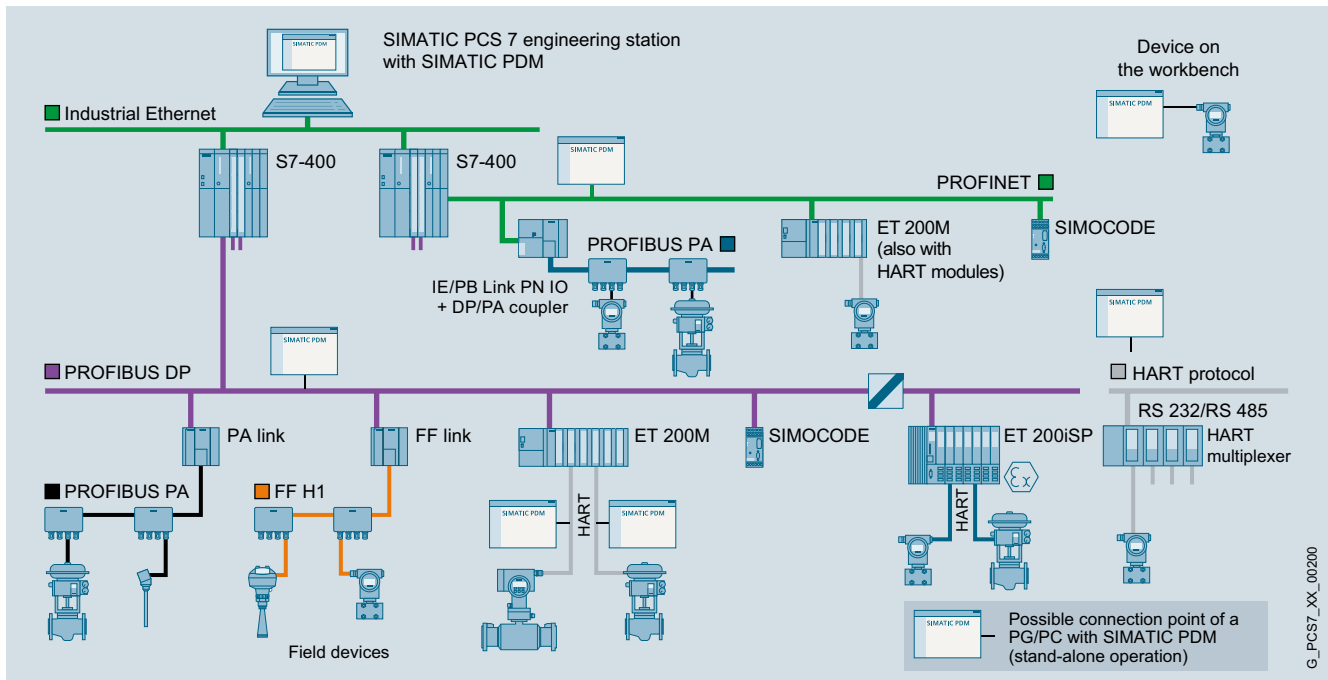 SIMATIC PDM
SIMATIC PCS 7 engineering station
with SIMATIC PDM
Device on
the workbench
SIMATIC PDM
Industrial Ethernet
S7-400
S7-400
SIMATIC PDM
PROFINET
IE/PB Link PN IO
+ DP/PA coupler
PROFIBUS PA
ET 200M
(also with
HART modules)
SIMOCODE
SIMATIC PDM
SIMATIC PDM
PROFIBUS DP
HART protocol
PA link
FF link
ET 200M
SIMOCODE
ET 200iSP
Ex
RS 232/RS 485
HART
multiplexer
PROFIBUS PA
FF H1
SIMATIC PDM
HART
SIMATIC PDM
HART
Field devices
SIMATIC PDM
Possible connection point of a
PG/PC with SIMATIC PDM
(stand-alone operation)
G_PCS7_XX_00200